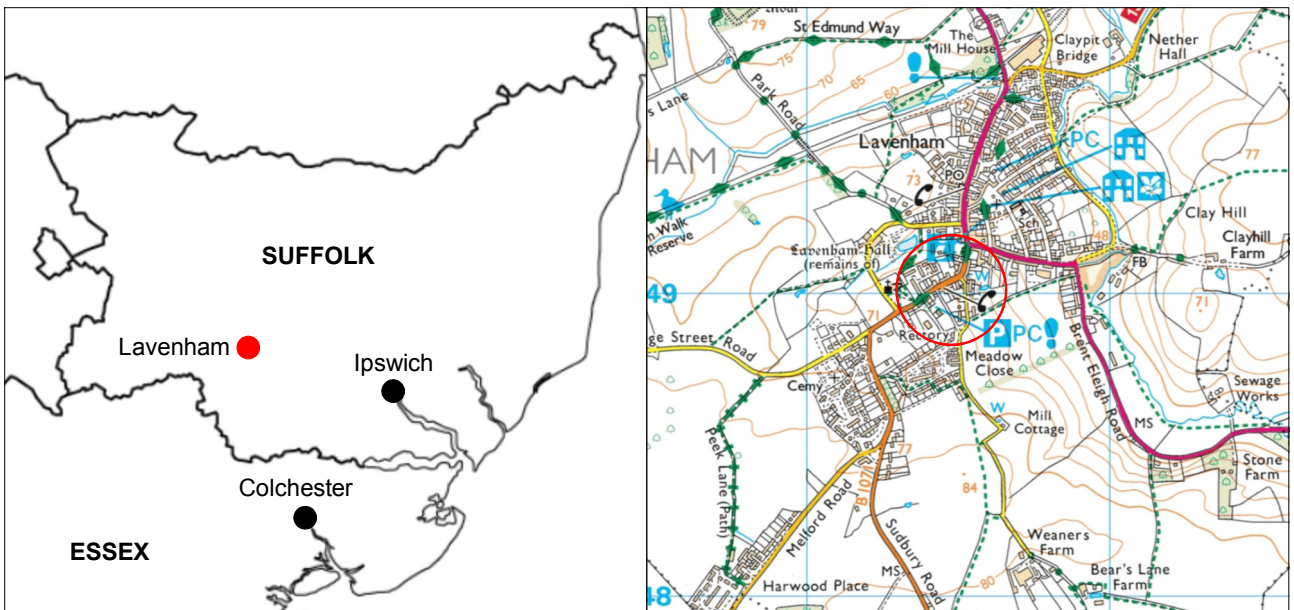 SUFFOLK
Lavenham
Ipswich
Colchester
ESSEX
79
St Edmund Way
The
Mill House
Claypit
Bridge
Nether
Hall
75
70
65
60
Park Road
s Lane
Lavenham
HAM
PC
77
73
PO
m Walk
Reserve
Sch
Clay Hill
Clayhill
Farm
48
Lavenham Hall
(remains of)
FB
W
49
71
71
P PC
Rectory
ge Street Road
Meadow
Close
Cemy
Brent Eleigh Road
Sewage
Works
W
Mill
Cottage
MS
Peek Lane (Path)
77
Stone
Farm
84
B 1071
Melford Road
Sudbury Road
Weaners
Farm
MS
80
Bear's Lane
Farm
Harwood Place
48